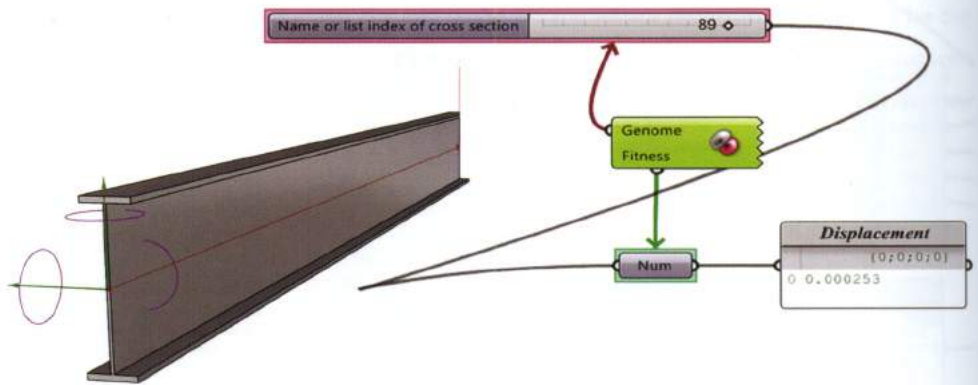 Name or list index of cross section 89
Genome
Fitness
Num
Displacement
{0;0;0;0}
0 0.000253